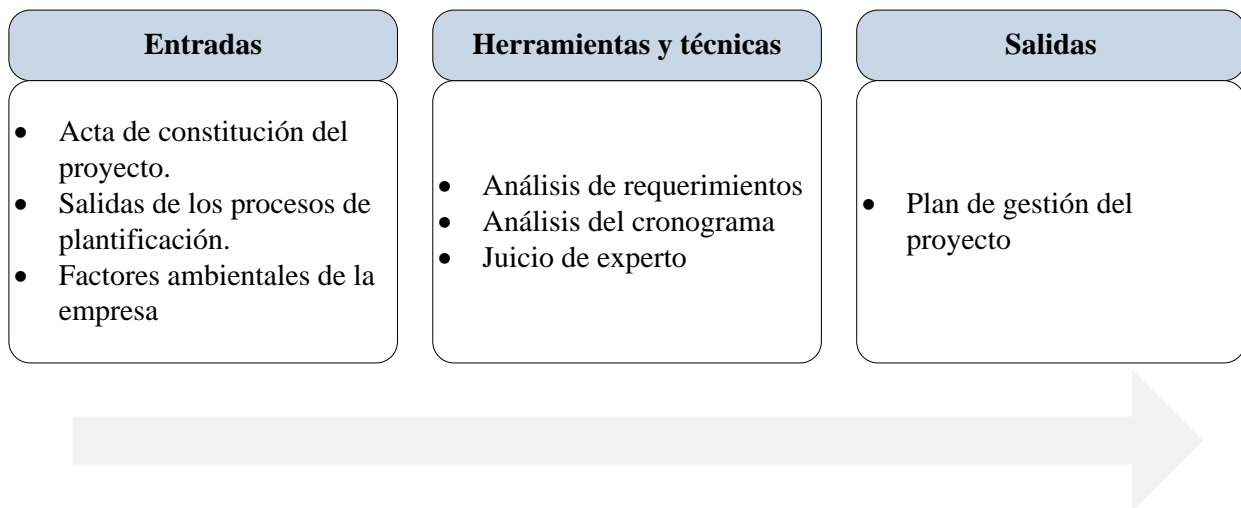 Entradas
• Acta de constitución del
proyecto.
• Salidas de los procesos de
plantificación.
• Factores ambientales de la
empresa
Herramientas y técnicas
• Análisis de requerimientos
• Análisis del cronograma
• Juicio de experto
Salidas
• Plan de gestión del
proyecto